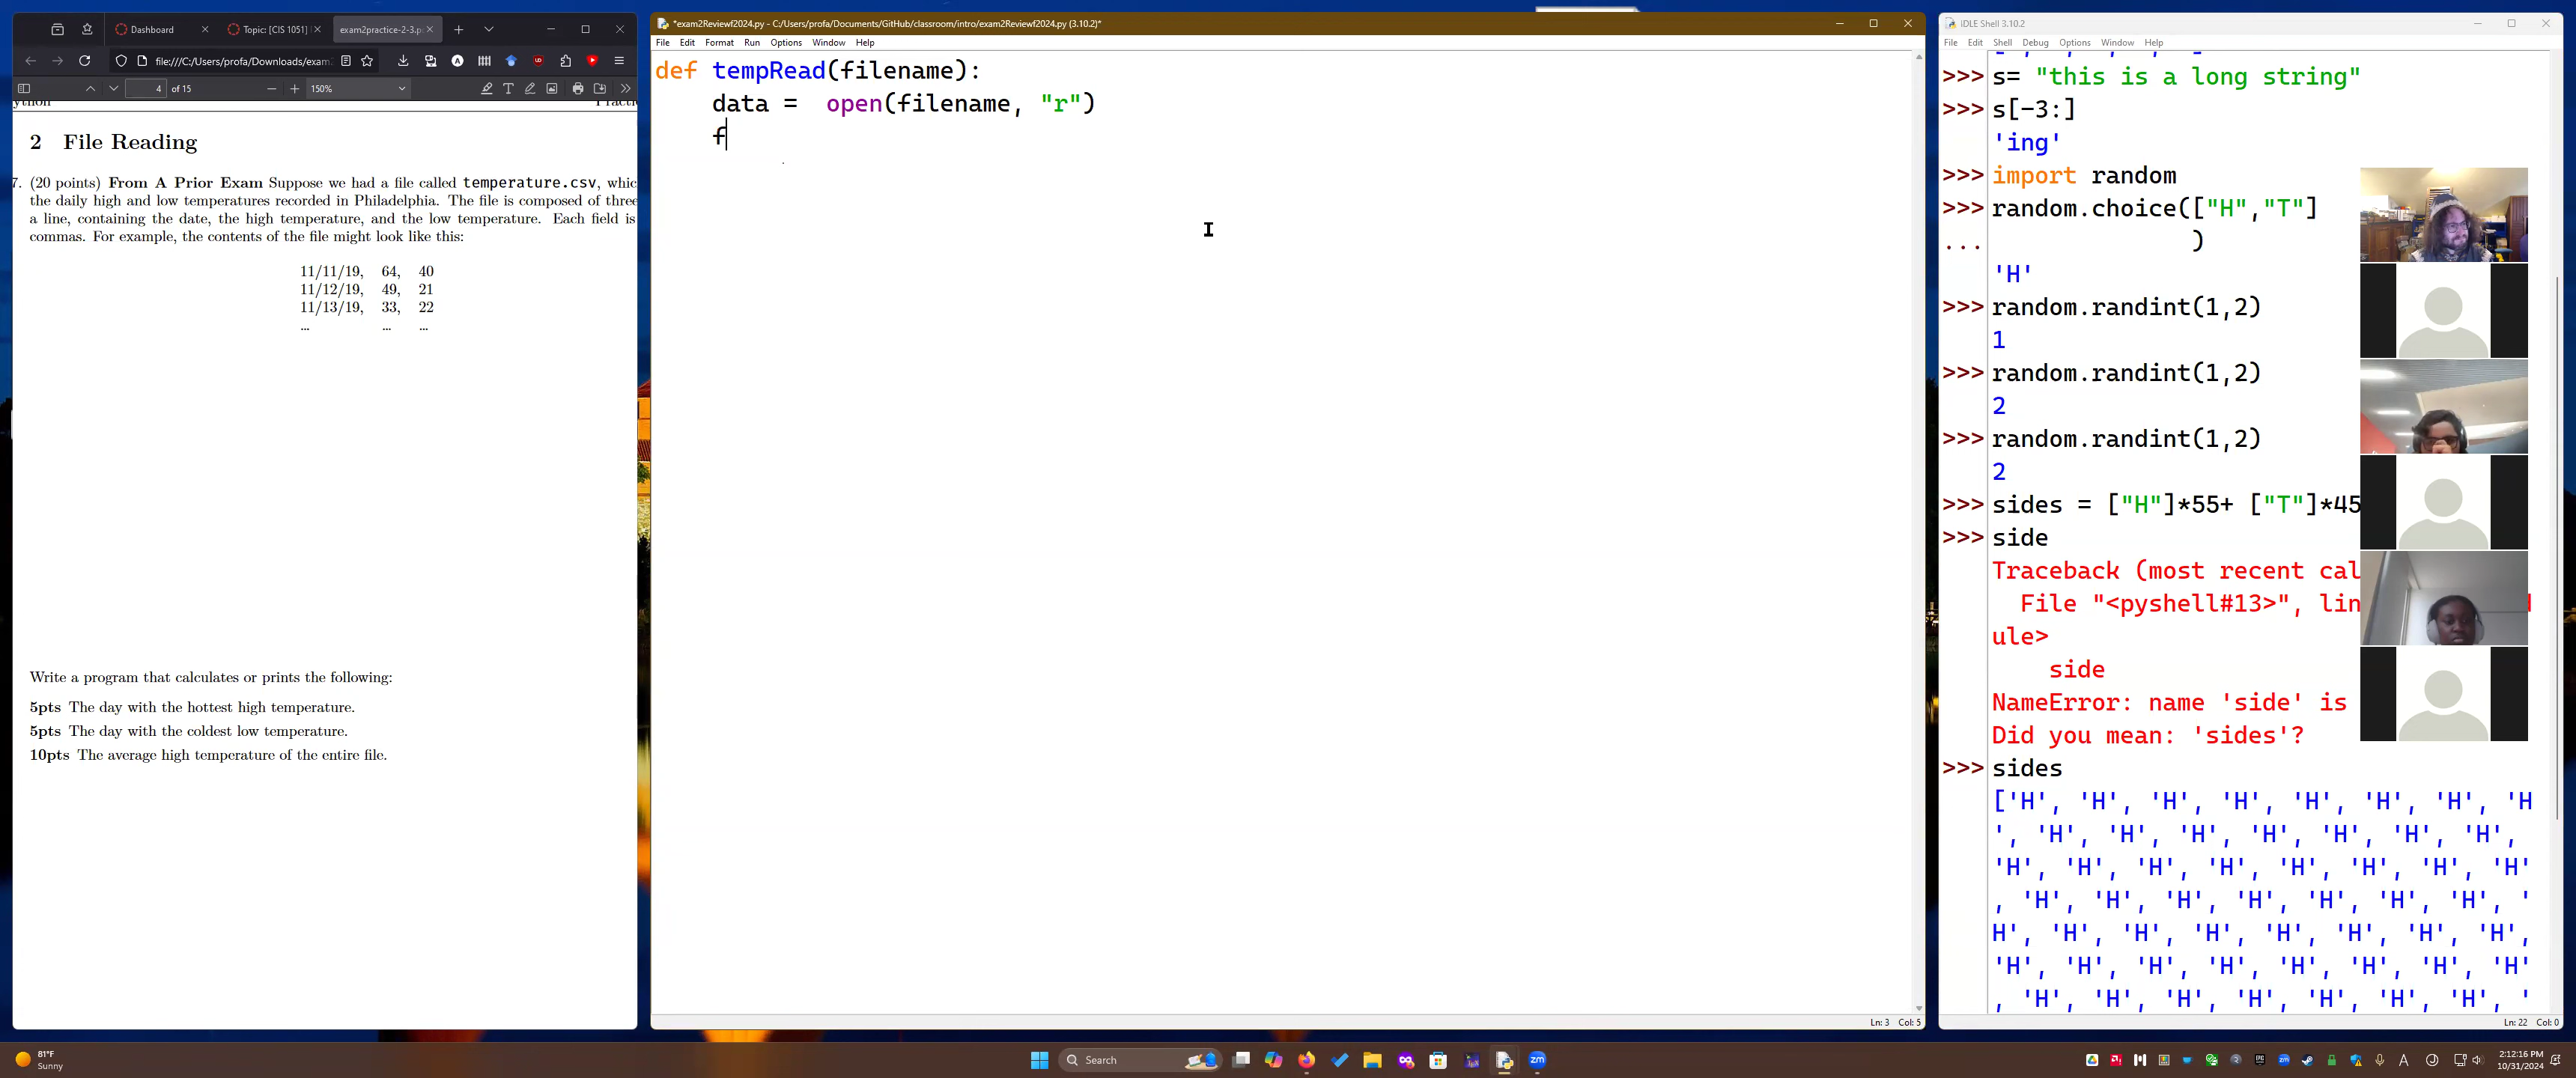 Dashboard
Topic: [CIS 1051]
exam2practice-2-3.p
file:///C:/Users/profa/Downloads/exam
4 of 15
150%
ython
2 File Reading
7. (20 points) From A Prior Exam Suppose we had a file called temperature.csv, whic
the daily high and low temperatures recorded in Philadelphia. The file is composed of three
a line, containing the date, the high temperature, and the low temperature. Each field is
commas. For example, the contents of the file might look like this:
11/11/19, 64, 40
11/12/19, 49, 21
11/13/19, 33, 22
... ... ...
Write a program that calculates or prints the following:
5pts The day with the hottest high temperature.
5pts The day with the coldest low temperature.
10pts The average high temperature of the entire file.
*exam2Reviewf2024.py - C:/Users/profa/Documents/GitHub/classroom/intro/exam2Reviewf2024.py (3.10.2)*
File Edit Format Run Options Window Help
def tempRead(filename):
data =  open(filename, "r")
f
Ln: 3 Col: 5
IDLE Shell 3.10.2
File Edit Shell Debug Options Window Help
>>> s= "this is a long string"
>>> s[-3:]
'ing'
>>> import random
>>> random.choice(["H","T"]
... )
'H'
>>> random.randint(1,2)
1
>>> random.randint(1,2)
2
>>> random.randint(1,2)
2
>>> sides = ["H"]*55+ ["T"]*45
>>> side
Traceback (most recent cal
File "<pyshell#13>", lin
ule>
side
NameError: name 'side' is
Did you mean: 'sides'?
>>> sides
['H', 'H', 'H', 'H', 'H', 'H', 'H', 'H
', 'H', 'H', 'H', 'H', 'H', 'H', 'H',
'H', 'H', 'H', 'H', 'H', 'H', 'H', 'H'
, 'H', 'H', 'H', 'H', 'H', 'H', 'H', '
H', 'H', 'H', 'H', 'H', 'H', 'H', 'H',
'H', 'H', 'H', 'H', 'H', 'H', 'H', 'H'
, 'H', 'H', 'H', 'H', 'H', 'H', 'H', '
Ln: 22 Col: 0
81°F
Sunny
Search
2:12:16 PM
10/31/2024